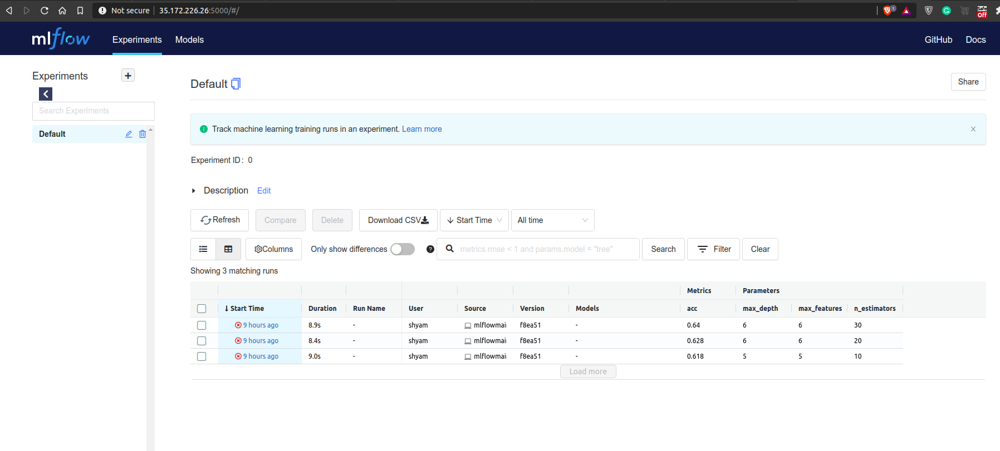 Not secure 35.172.226.26:5000/#/ 1 Safe Off
mlflow Experiments Models GitHub Docs
Experiments +
Search Experiments
Default
Default Share
Track machine learning training runs in an experiment. Learn more
Experiment ID: 0
Description Edit
Refresh Compare Delete Download CSV Start Time All time
Columns Only show differences metrics.rmse < 1 and params.model = "tree" Search Filter Clear
Showing 3 matching runs
Metrics Parameters
↓ Start Time Duration Run Name User Source Version Models acc max_depth max_features n_estimators
9 hours ago 8.9s - shyam mlflowmai f8ea51 - 0.64 6 6 30
9 hours ago 8.4s - shyam mlflowmai f8ea51 - 0.628 6 6 20
9 hours ago 9.0s - shyam mlflowmai f8ea51 - 0.618 5 5 10
Load more